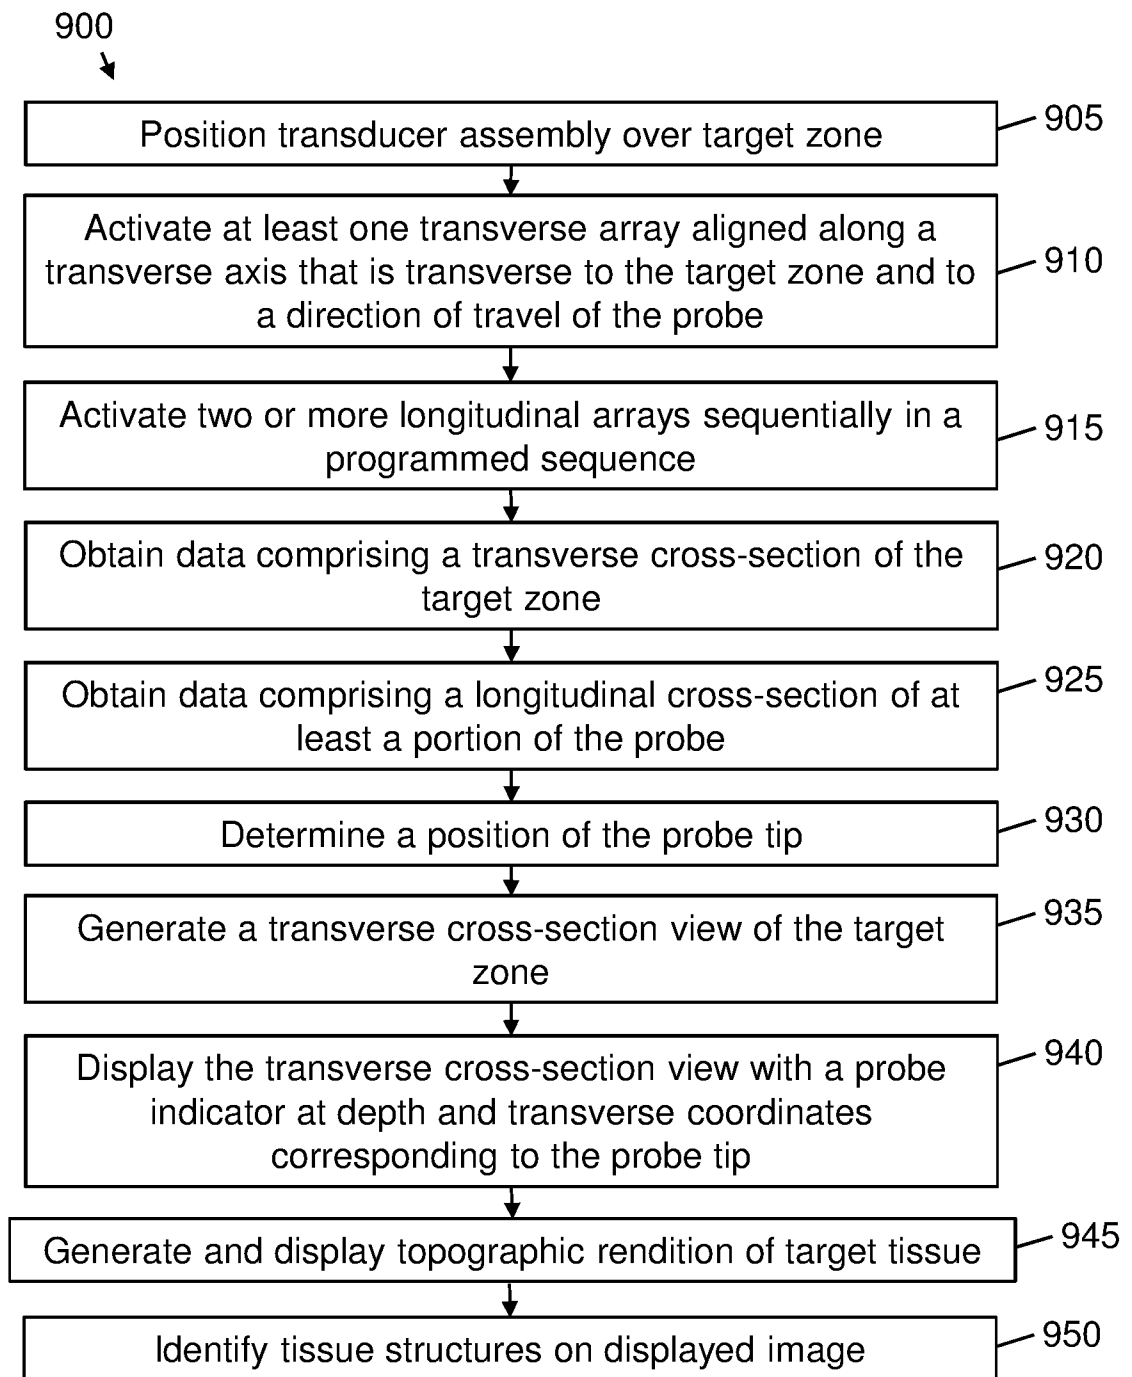 900
Position transducer assembly over target zone
905
Activate at least one transverse array aligned along a
transverse axis that is transverse to the target zone and to
a direction of travel of the probe
910
Activate two or more longitudinal arrays sequentially in a
programmed sequence
915
Obtain data comprising a transverse cross-section of the
target zone
920
Obtain data comprising a longitudinal cross-section of at
least a portion of the probe
925
Determine a position of the probe tip
930
Generate a transverse cross-section view of the target
zone
935
Display the transverse cross-section view with a probe
indicator at depth and transverse coordinates
corresponding to the probe tip
940
Generate and display topographic rendition of target tissue
945
Identify tissue structures on displayed image
950